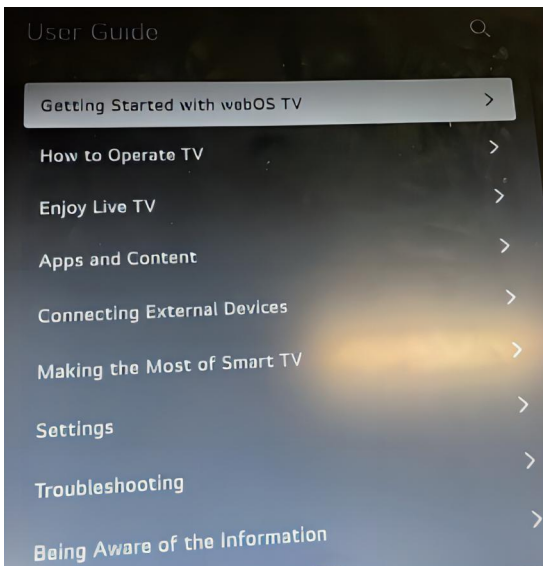 User Guide
Getting Started with webOS TV
How to Operate TV
Enjoy Live TV
Apps and Content
Connecting External Devices
Making the Most of Smart TV
Settings
Troubleshooting
Being Aware of the Information